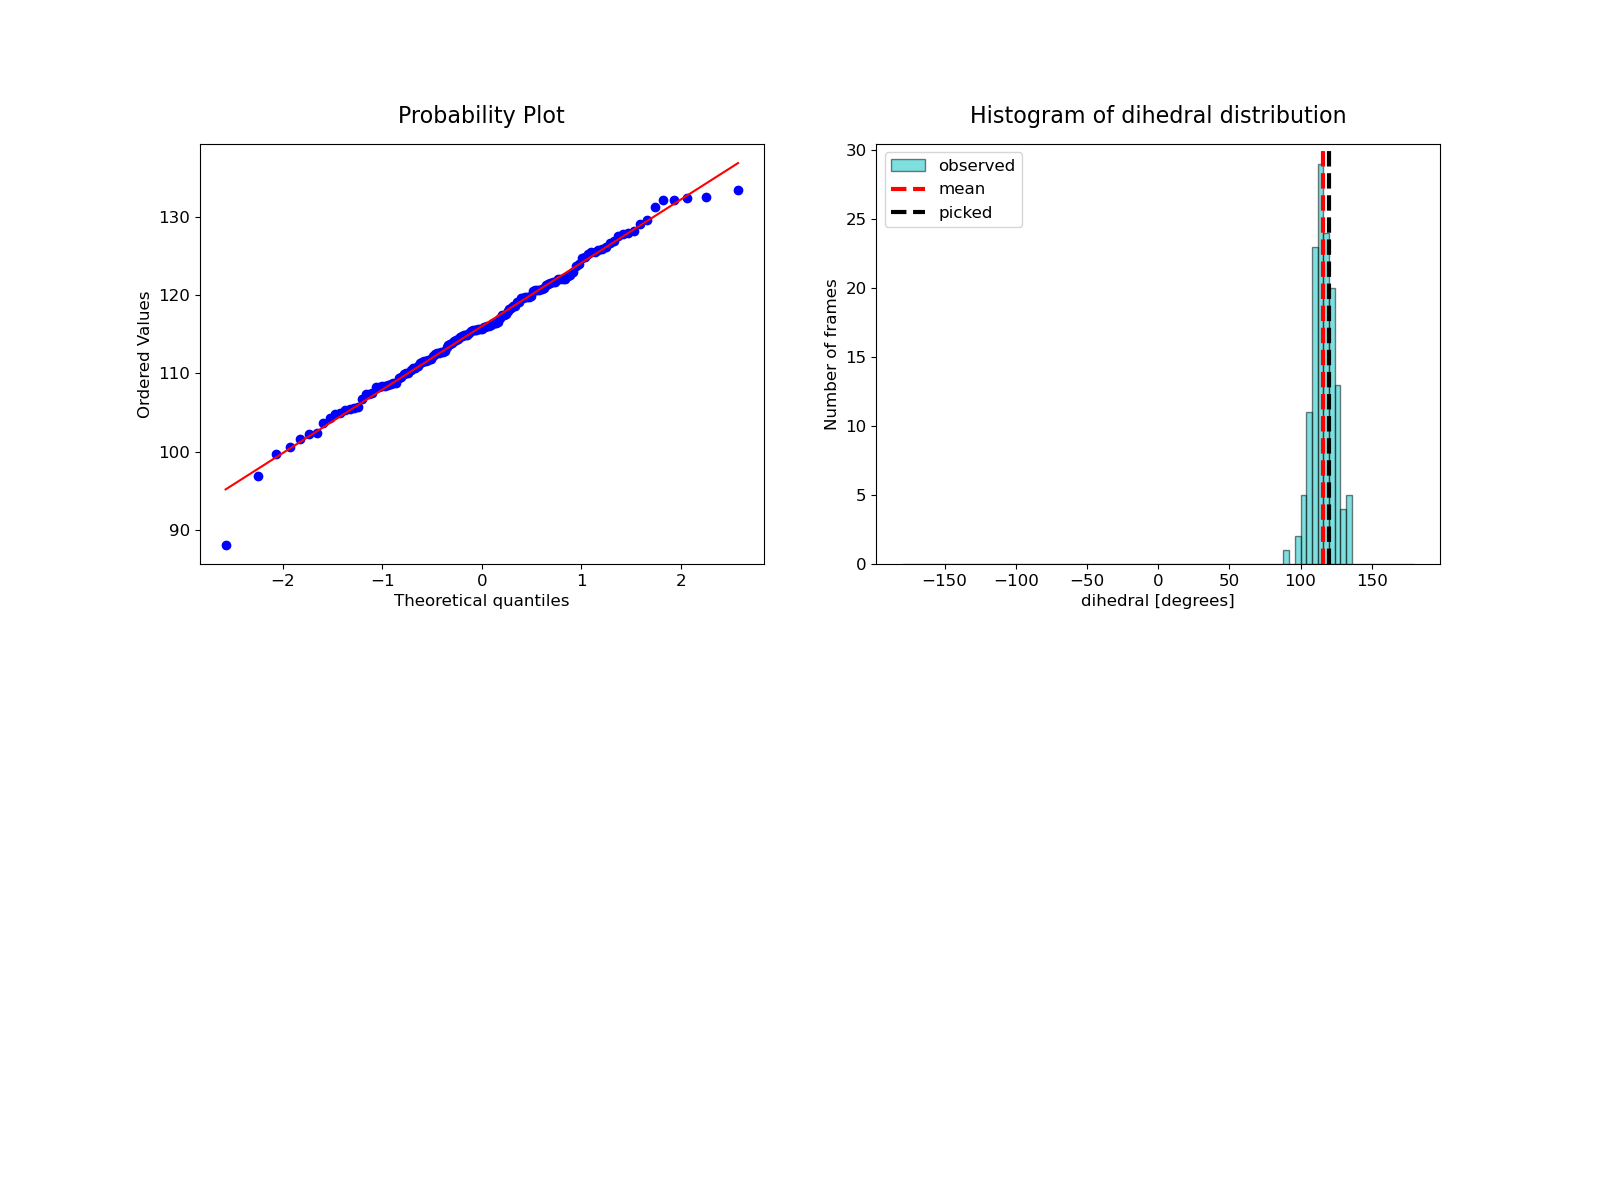 Probability Plot
Ordered Values
130
120
110
100
90
−2
−1
0
1
2
Theoretical quantiles
Histogram of dihedral distribution
Number of frames
30
25
20
15
10
5
0
observed
mean
picked
−150
−100
−50
0
50
100
150
dihedral [degrees]